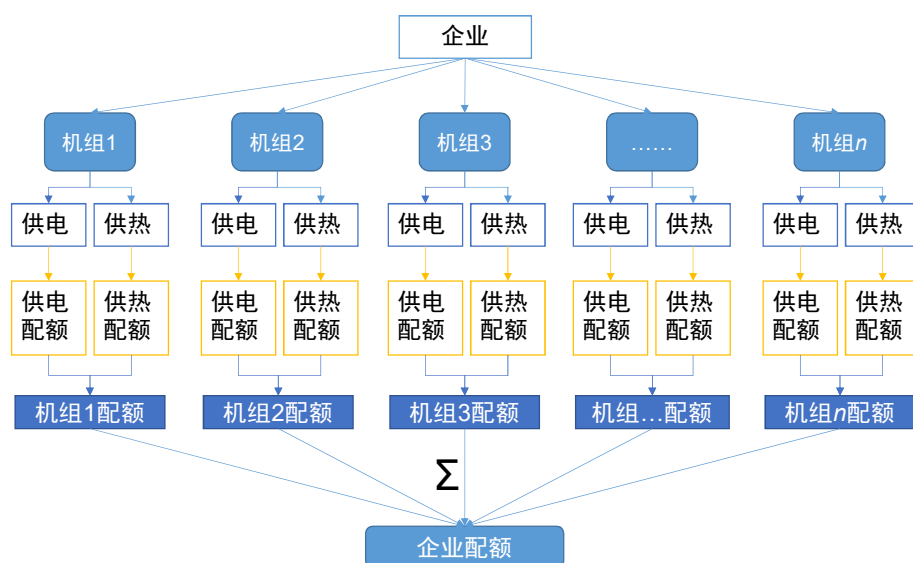 企业
机组1
机组2
机组3
……
机组n
供电
供热
供电
供热
供电
供热
供电
供热
供电
供热
供电
配额
供热
配额
供电
配额
供热
配额
供电
配额
供热
配额
供电
配额
供热
配额
供电
配额
供热
配额
机组1配额
机组2配额
机组3配额
机组…配额
机组n配额
Σ
企业配额